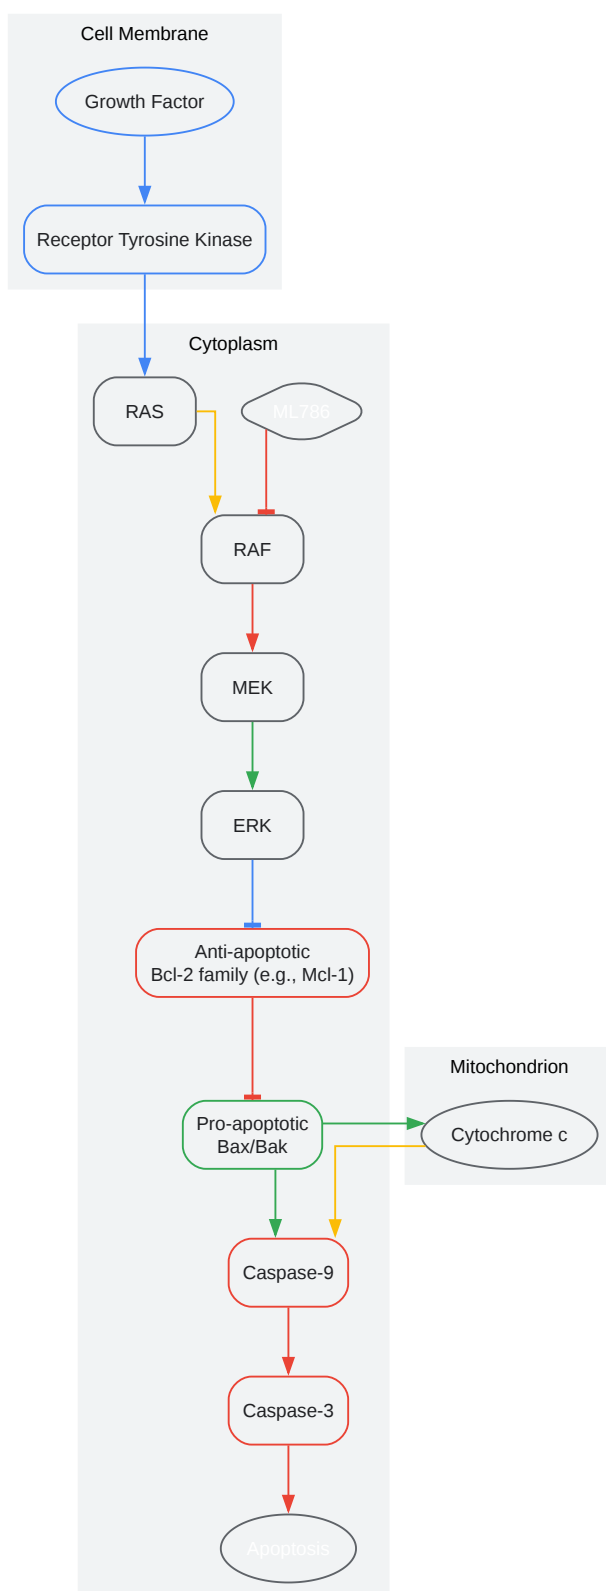 Cell Membrane
Growth Factor
Receptor Tyrosine Kinase
Cytoplasm
RAS
ML786
RAF
MEK
ERK
Anti-apoptotic
Bcl-2 family (e.g., Mcl-1)
Mitochondrion
Pro-apoptotic
Bax/Bak
Cytochrome c
Caspase-9
Caspase-3
Apoptosis